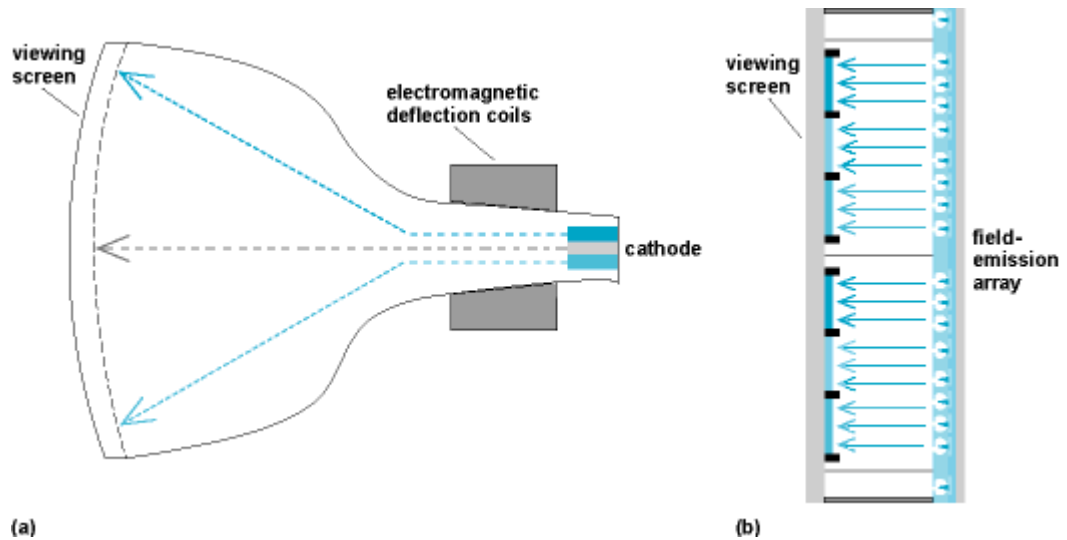 viewing
screen
electromagnetic
deflection coils
cathode
(a)
viewing
screen
field-
emission
array
(b)